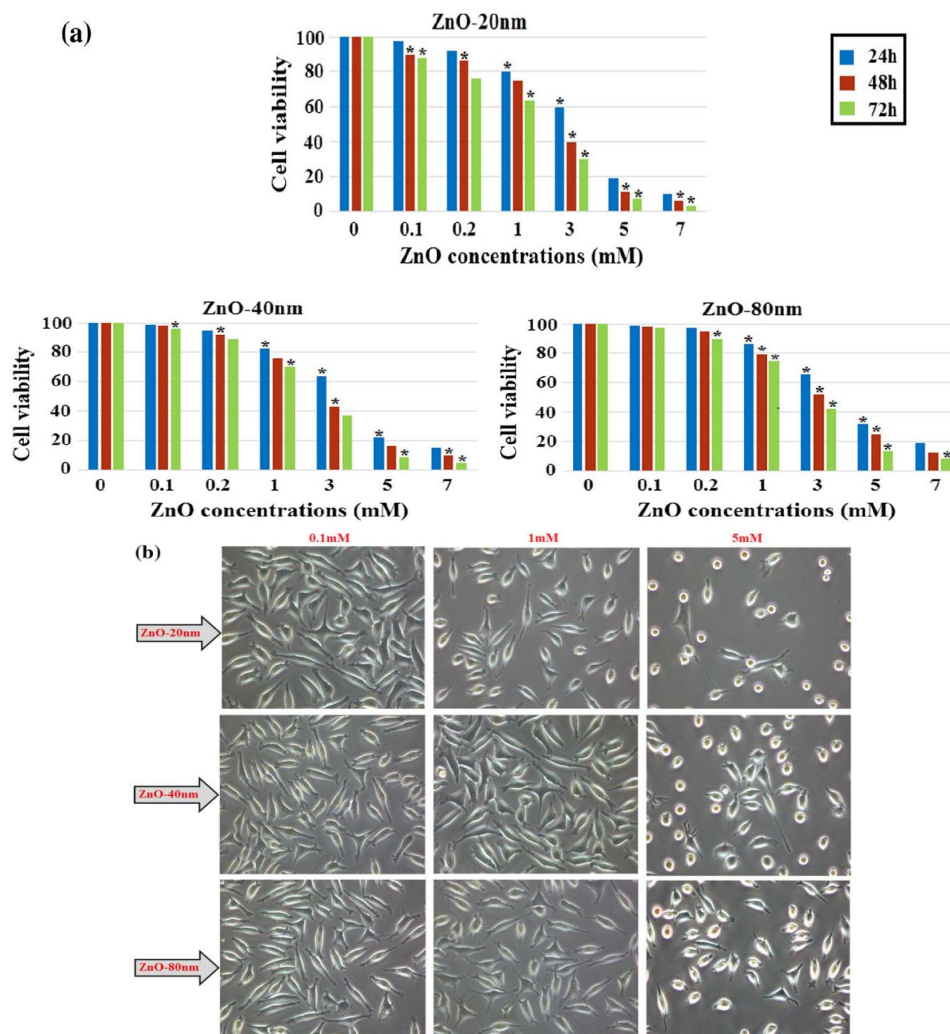 (a)
ZnO-20nm
24h
48h
72h
Cell viability
100
80
60
40
20
0
* * * * * * * * * * * *
0 0.1 0.2 1 3 5 7
ZnO concentrations (mM)
ZnO-40nm
Cell viability
100
80
60
40
20
0
* * * * * * * * * *
0 0.1 0.2 1 3 5 7
ZnO concentrations (mM)
ZnO-80nm
Cell viability
100
80
60
40
20
0
* * * * * * * * * * *
0 0.1 0.2 1 3 5 7
ZnO concentrations (mM)
(b)
0.1mM 1mM 5mM
ZnO-20nm
ZnO-40nm
ZnO-80nm